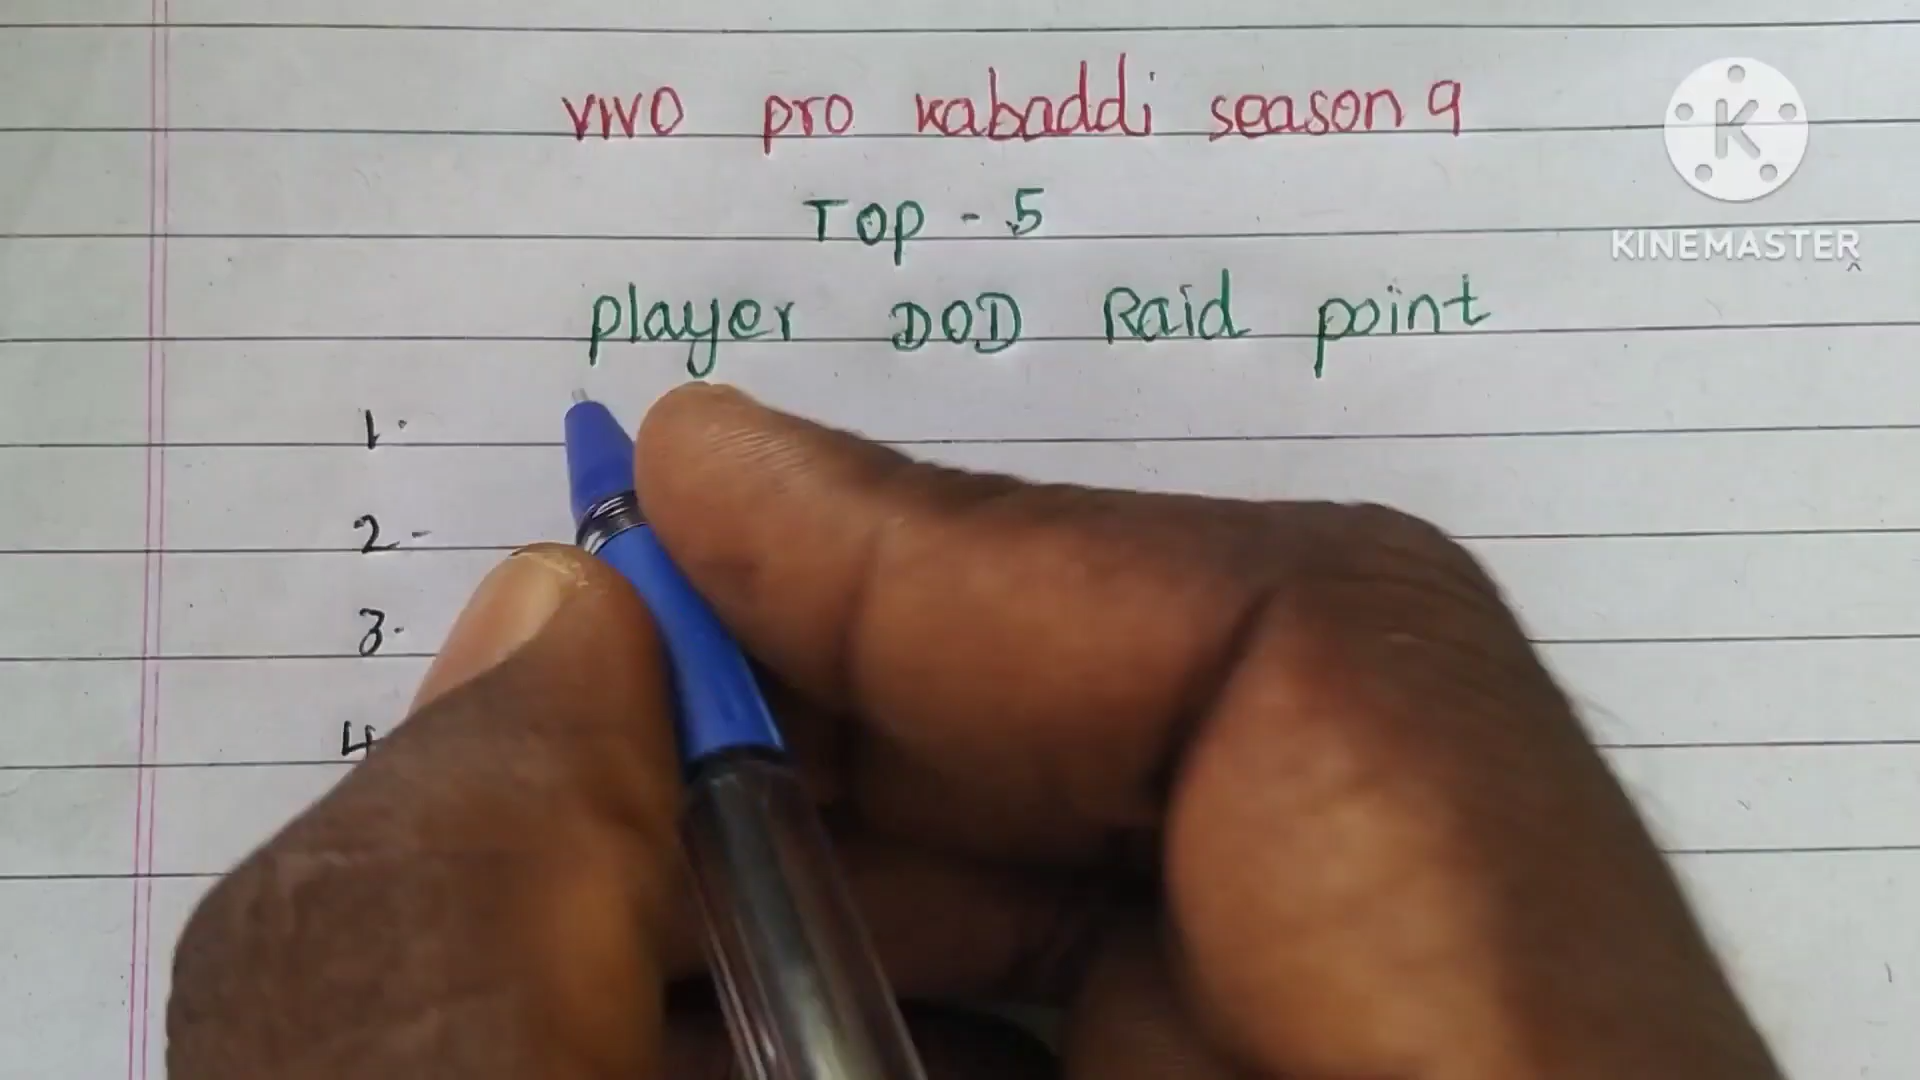 vivo pro kabaddi season 9
KINEMASTER
TOP - 5
player DOD Raid point
1.
2.
3.
4